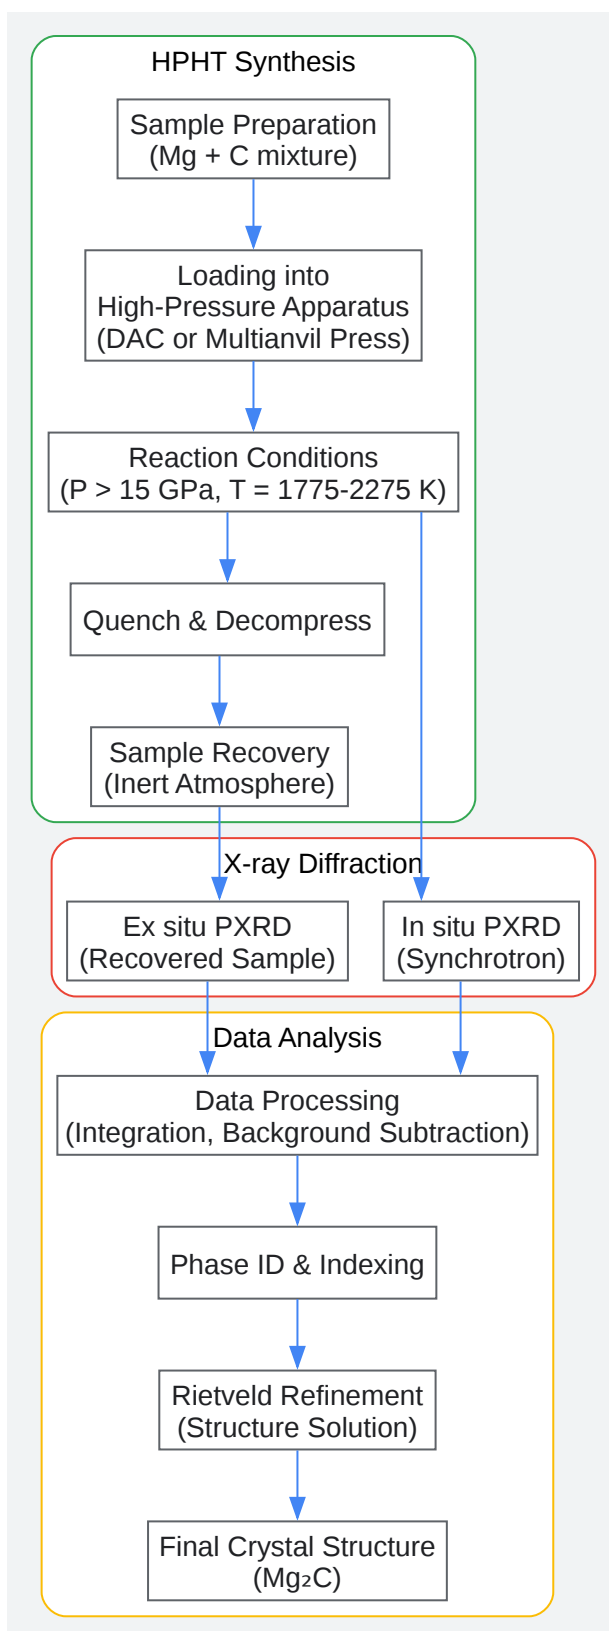 HPHT Synthesis
Sample Preparation
(Mg + C mixture)
Loading into
High-Pressure Apparatus
(DAC or Multianvil Press)
Reaction Conditions
(P > 15 GPa, T = 1775-2275 K)
Quench & Decompress
Sample Recovery
(Inert Atmosphere)
X-ray Diffraction
Ex situ PXRD
(Recovered Sample)
In situ PXRD
(Synchrotron)
Data Analysis
Data Processing
(Integration, Background Subtraction)
Phase ID & Indexing
Rietveld Refinement
(Structure Solution)
Final Crystal Structure
(Mg₂C)